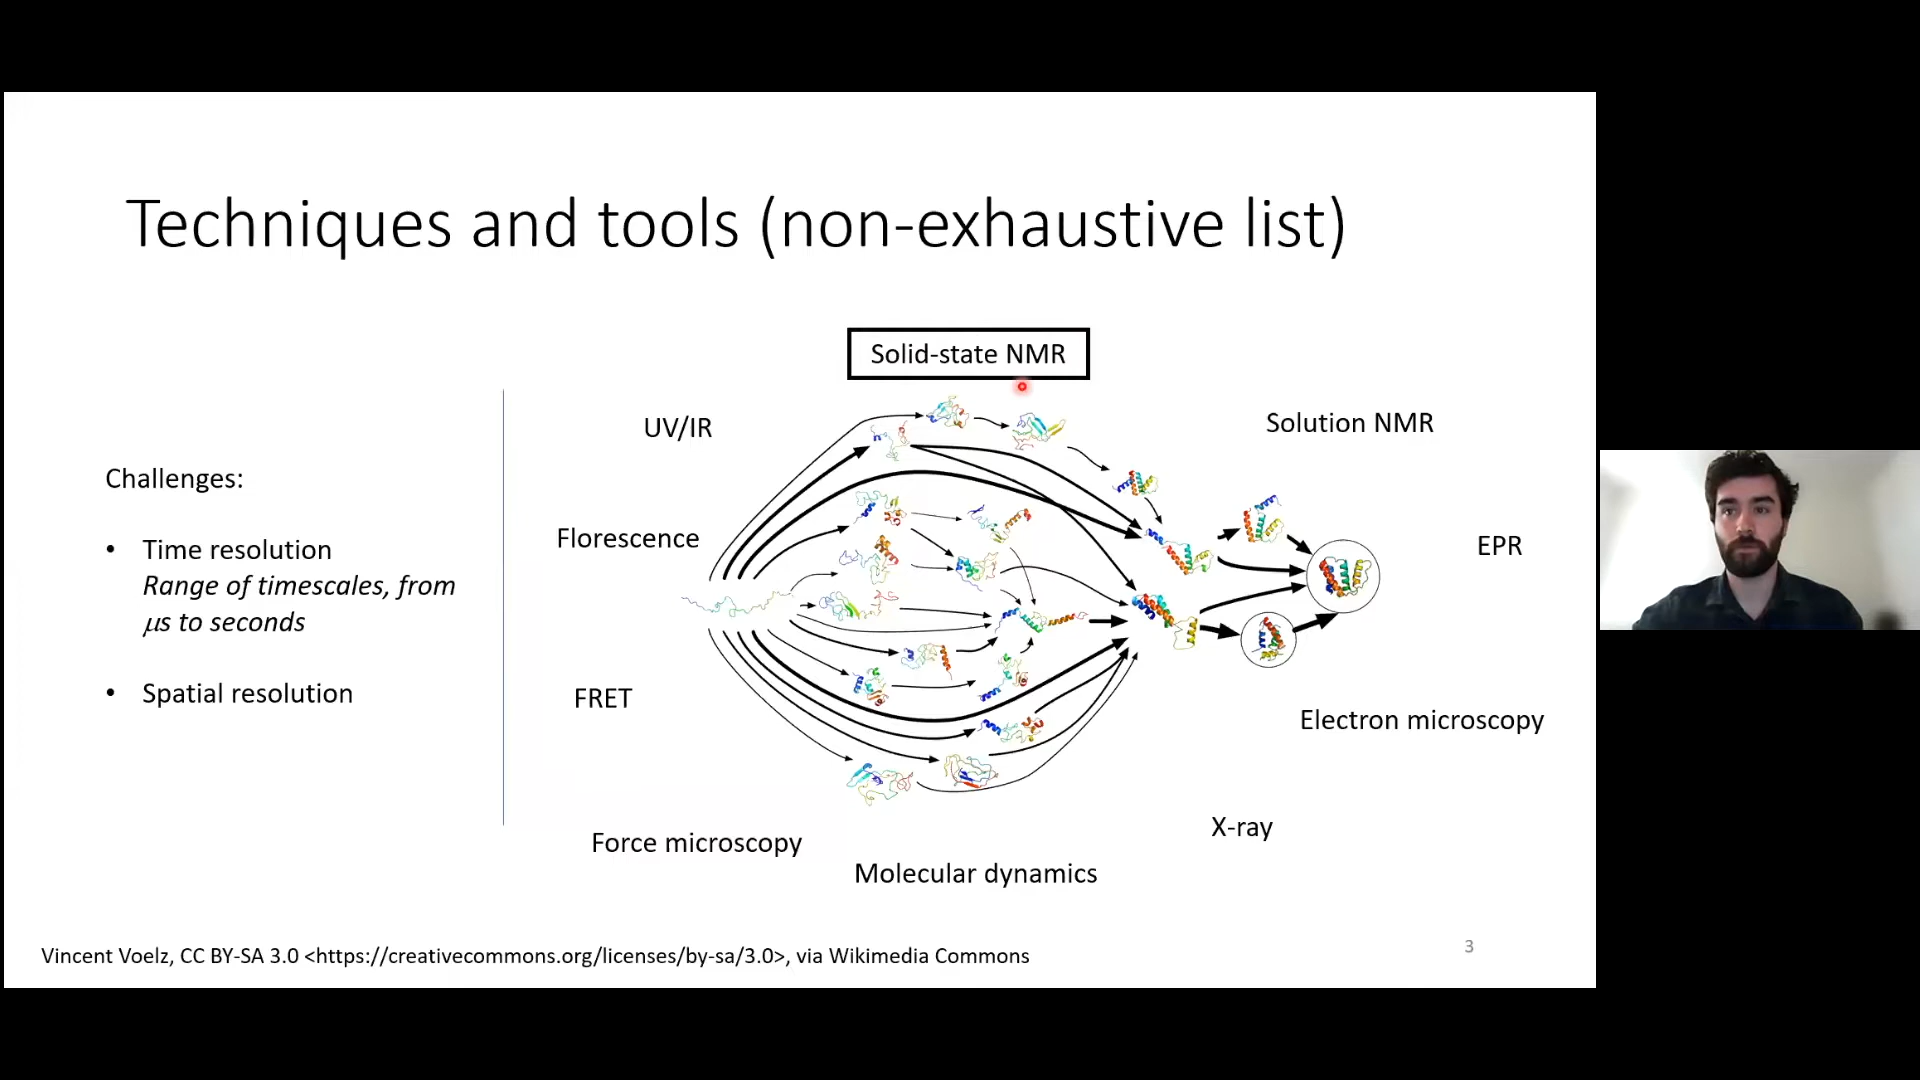 Techniques and tools (non-exhaustive list)
Solid-state NMR
UV/IR
Solution NMR
Challenges:
• Time resolution
Range of timescales, from
µs to seconds
• Spatial resolution
Florescence
EPR
FRET
Electron microscopy
Force microscopy
X-ray
Molecular dynamics
Vincent Voelz, CC BY-SA 3.0 <https://creativecommons.org/licenses/by-sa/3.0>, via Wikimedia Commons
3